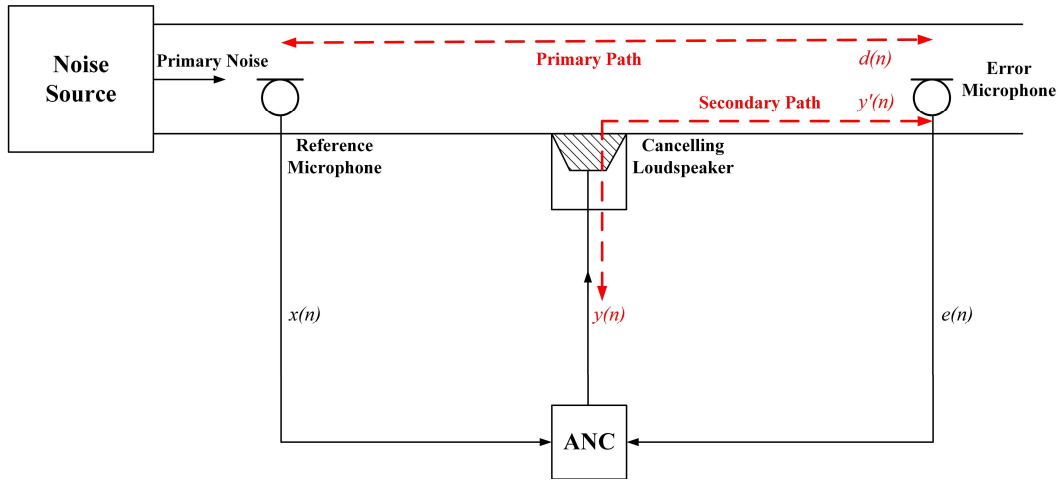 Noise
Source
Primary Noise
Primary Path
d(n)
Error
Microphone
Secondary Path
y'(n)
Reference
Microphone
Cancelling
Loudspeaker
x(n)
y(n)
e(n)
ANC